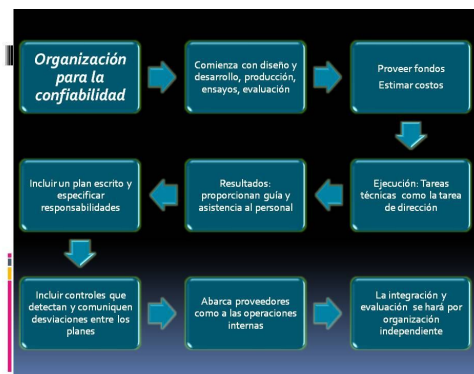 Organización
para la
confiabilidad
Comienza con diseño y
desarrollo, producción,
ensayos, evaluación
Proveer fondos
Estimar costos
Ejecución: Tareas
técnicas como la tarea
de dirección
Resultados:
proporcionan guía y
asistencia al personal
Incluir un plan escrito y
especificar
responsabilidades
Incluir controles que
detectan y comuniquen
desviaciones entre los
planes
Abarca proveedores
como a las operaciones
internas
La integración y
evaluación se hará por
organización
independiente